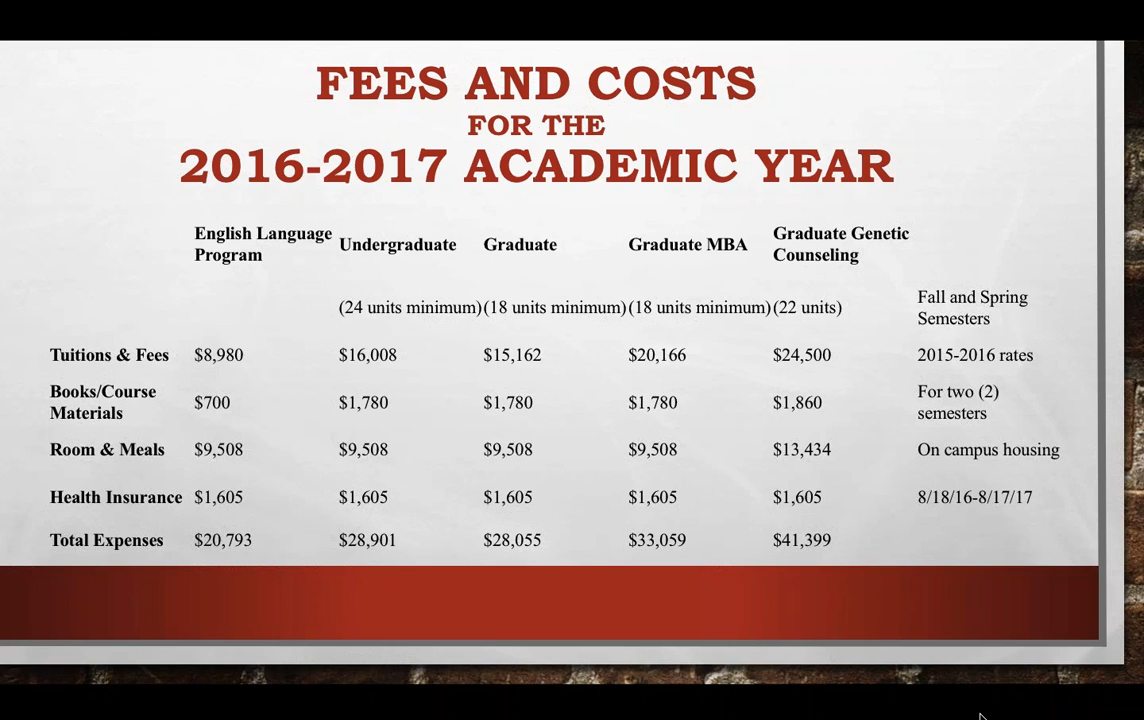 FEES AND COSTS
FOR THE
2016-2017 ACADEMIC YEAR
English Language Program Undergraduate Graduate Graduate MBA Graduate Genetic Counseling
(24 units minimum) (18 units minimum) (18 units minimum) (22 units) Fall and Spring Semesters
Tuitions & Fees $8,980 $16,008 $15,162 $20,166 $24,500 2015-2016 rates
Books/Course Materials $700 $1,780 $1,780 $1,780 $1,860 For two (2) semesters
Room & Meals $9,508 $9,508 $9,508 $9,508 $13,434 On campus housing
Health Insurance $1,605 $1,605 $1,605 $1,605 $1,605 8/18/16-8/17/17
Total Expenses $20,793 $28,901 $28,055 $33,059 $41,399